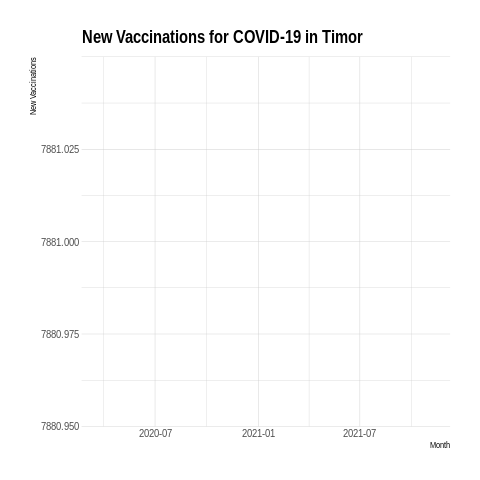 New Vaccinations for COVID-19 in Timor
New Vaccinations
7881.025
7881.000
7880.975
7880.950
2020-07 2021-01 2021-07
Month